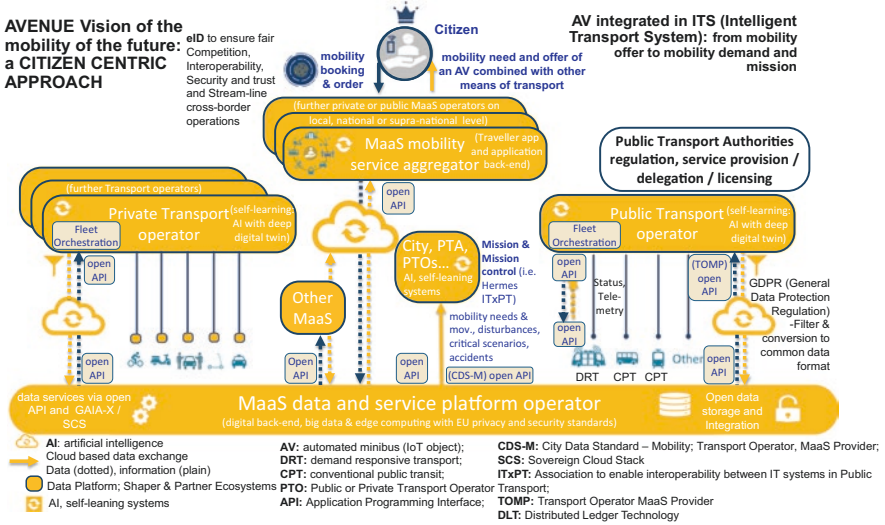 AVENUE Vision of the
mobility of the future:
a CITIZEN CENTRIC
APPROACH
eID to ensure fair
Competition,
Interoperability,
Security and trust
and Stream-line
cross-border
operations
mobility
booking
& order
Citizen
mobility need and offer of
an AV combined with other
means of transport
AV integrated in ITS (Intelligent
Transport System): from mobility
offer to mobility demand and
mission
(further private or public MaaS operators on
local, national or supra-national level)
MaaS mobility
service aggregator
(Traveller app
and application
back-end)
Public Transport Authorities
regulation, service provision /
delegation / licensing
(further Transport operators)
Private Transport
operator
(self-learning:
AI with deep
digital twin)
Fleet
Orchestration
open
API
open
API
open
API
Other
MaaS
Open
API
City, PTA,
PTOs...
AI, self-leaning
systems
Mission &
Mission
control (i.e.
Hermes
ITxPT)
mobility needs &
mov., disturbances,
critical scenarios,
accidents
open
API
(CDS-M) open API
Public Transport
operator
(self-learning:
AI with deep
digital twin)
Fleet
Orchestration
open
API
Status,
Tele-
metry
(TOMP)
open
API
GDPR (General
Data Protection
Regulation)
-Filter &
conversion to
common data
format
open
API
Other
open
API
DRT CPT CPT
data services via open
API and GAIA-X /
SCS
MaaS data and service platform operator
(digital back-end, big data & edge computing with EU privacy and security standards)
Open data
storage and
Integration
AI: artificial intelligence
Cloud based data exchange
Data (dotted), information (plain)
Data Platform; Shaper & Partner Ecosystems
AI, self-leaning systems
AV: automated minibus (IoT object);
DRT: demand responsive transport;
CPT: conventional public transit;
PTO: Public or Private Transport Operator
API: Application Programming Interface;
CDS-M: City Data Standard – Mobility; Transport Operator, MaaS Provider;
SCS: Sovereign Cloud Stack
ITxPT: Association to enable interoperability between IT systems in Public
Transport;
TOMP: Transport Operator MaaS Provider
DLT: Distributed Ledger Technology